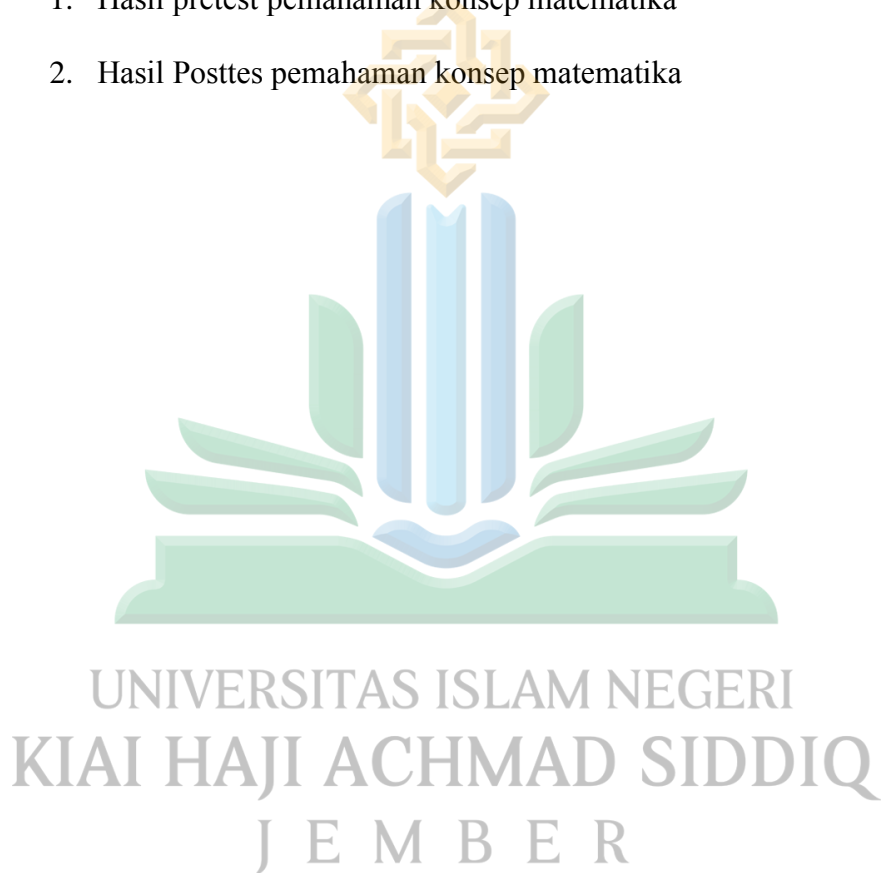 1. Hasil pretest pemahaman konsep matematika
2. Hasil Posttes pemahaman konsep matematika
UNIVERSITAS ISLAM NEGERI
KIAI HAJI ACHMAD SIDDIQ
JEMBER